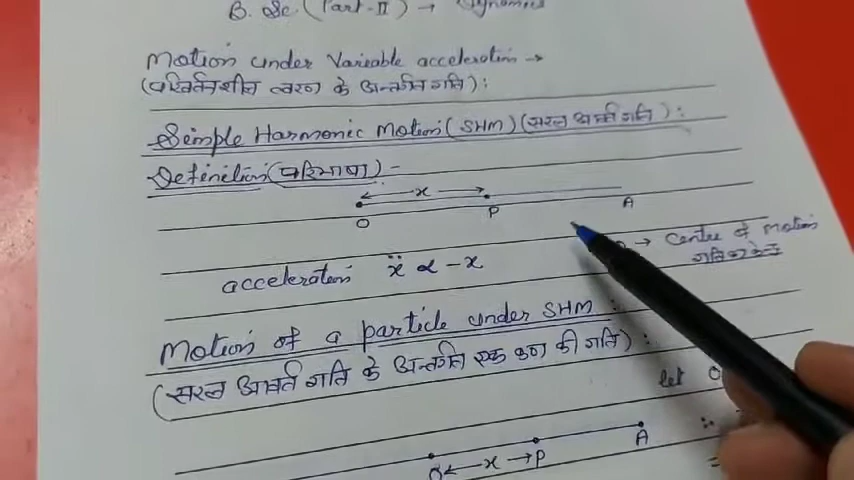 B. Sc. (Part-II) → Dynamics
Motion under Variable acceleration →
(परिवर्तनशील त्वरण के अन्तर्गत गति):
Simple Harmonic Motion (SHM) (सरल आवर्त गति):
Definition (परिभाषा) -
x
O P A
→ Centre of Motion
गति का केन्द्र
acceleration ẍ ∝ -x
Motion of a particle under SHM :
(सरल आवर्त गति के अन्तर्गत एक कण की गति):
let O
∴
O ← x → P A
=